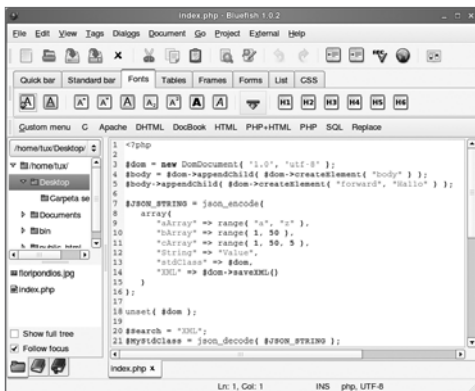 index.php - Bluefish 1.0.2
File Edit View Tags Dialogs Document Go Project External Help
Quick bar Standard bar Fonts Tables Frames Forms List CSS
H1 H2 H3 H4 H5 H6
Custom menu C Apache DHTML DocBook HTML PHP+HTML PHP SQL Replace
/home/tux/Desktop/
/home/tux/
Desktop
Carpeta se
Documents
bin
public_html
floripondios.jpg
index.php
Show full tree
Follow focus
1 <?php
2
3 $dom = new DomDocument( '1.0', 'utf-8' );
4 $body = $dom->appendChild( $dom->createElement( "body" ) );
5 $body->appendChild( $dom->createElement( "forward", "Hallo" ) );
6
7 $JSON_STRING = json_encode(
8 array(
9 "aArray" => range( "a", "z" ),
10 "bArray" => range( 1, 50 ),
11 "cArray" => range( 1, 50, 5 ),
12 "String" => "Value",
13 "stdClass" => $dom,
14 "XML" => $dom->saveXML()
15 )
16 );
17
18 unset( $dom );
19
20 $Search = "XML";
21 $MyStdClass = json_decode( $JSON_STRING );
index.php x
Ln: 1, Col: 1 INS php, UTF-8